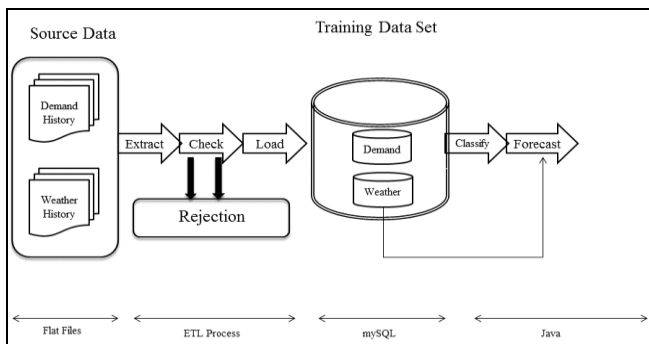 Source Data
Training Data Set
Demand
History
Weather
History
Extract
Check
Load
Rejection
Demand
Weather
Classify
Forecast
Flat Files
ETL Process
mySQL
Java